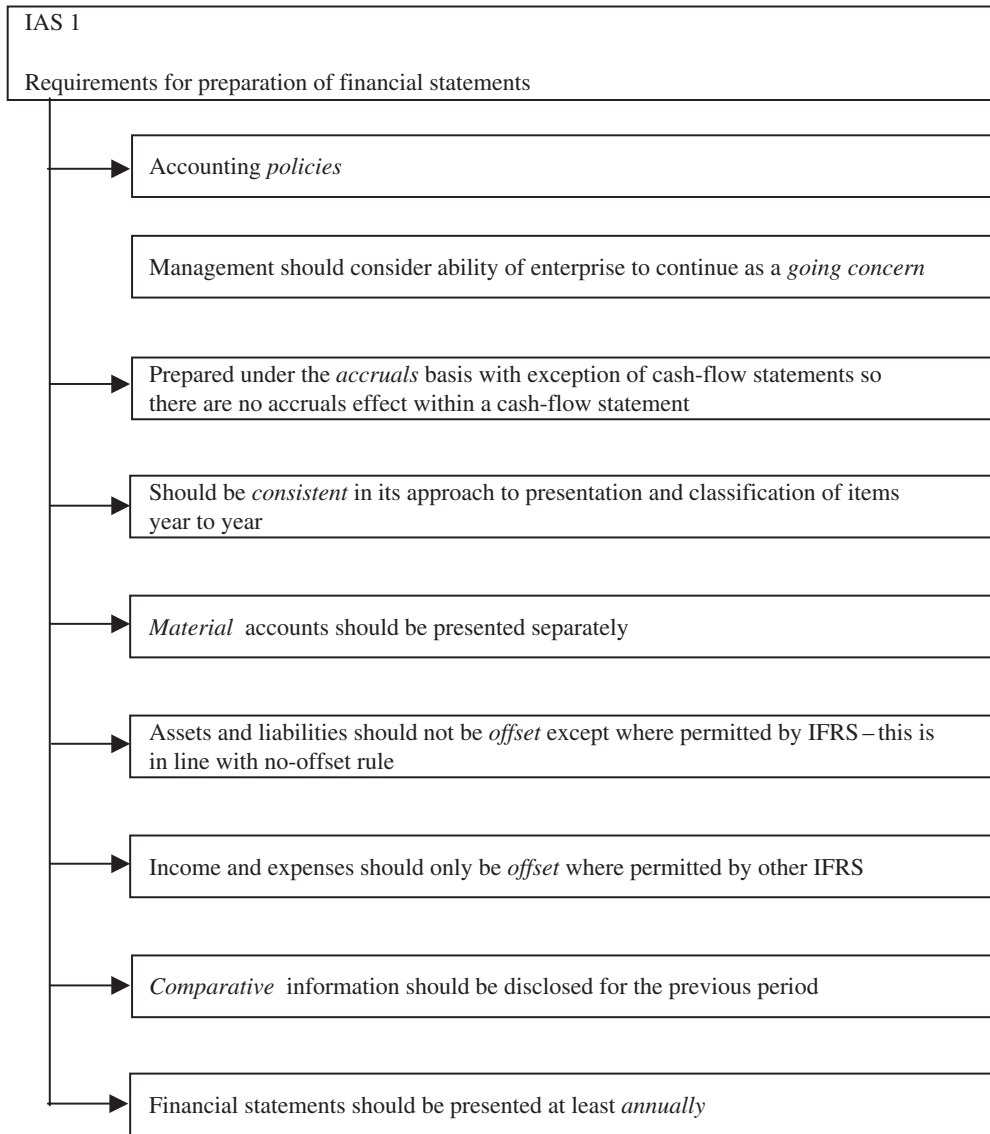 IAS 1
Requirements for preparation of financial statements
Accounting policies
Management should consider ability of enterprise to continue as a going concern
Prepared under the accruals basis with exception of cash-flow statements so
there are no accruals effect within a cash-flow statement
Should be consistent in its approach to presentation and classification of items
year to year
Material accounts should be presented separately
Assets and liabilities should not be offset except where permitted by IFRS – this is
in line with no-offset rule
Income and expenses should only be offset where permitted by other IFRS
Comparative information should be disclosed for the previous period
Financial statements should be presented at least annually